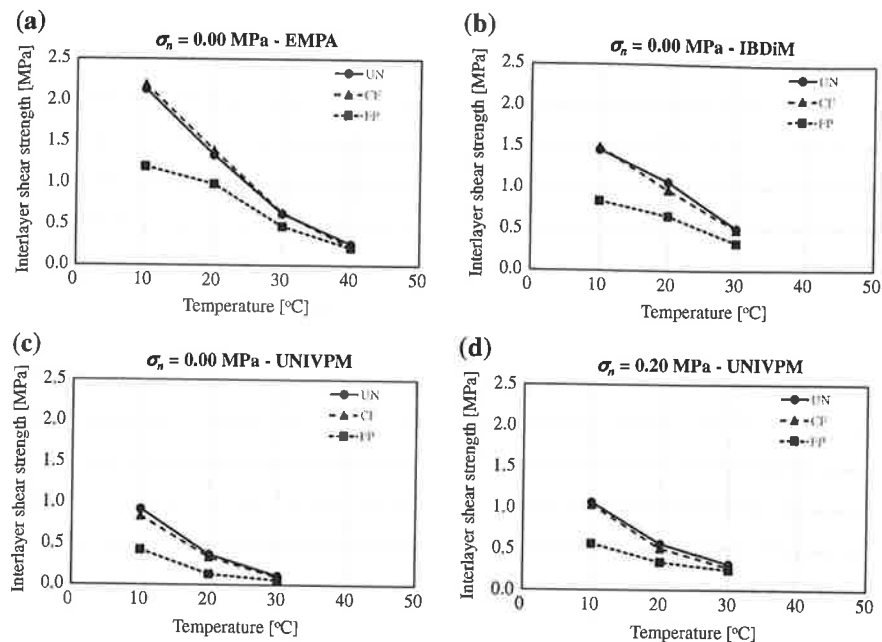 (a)
σn = 0.00 MPa - EMPA
Interlayer shear strength [MPa]
2.5
2.0
1.5
1.0
0.5
0.0
UN
CF
FP
0
10
20
30
40
50
Temperature [°C]
(b)
σn = 0.00 MPa - IBDiM
Interlayer shear strength [MPa]
2.5
2.0
1.5
1.0
0.5
0.0
UN
CF
FP
0
10
20
30
40
50
Temperature [°C]
(c)
σn = 0.00 MPa - UNIVPM
Interlayer shear strength [MPa]
2.5
2.0
1.5
1.0
0.5
0.0
UN
CF
FP
0
10
20
30
40
50
Temperature [°C]
(d)
σn = 0.20 MPa - UNIVPM
Interlayer shear strength [MPa]
2.5
2.0
1.5
1.0
0.5
0.0
UN
CF
FP
0
10
20
30
40
50
Temperature [°C]